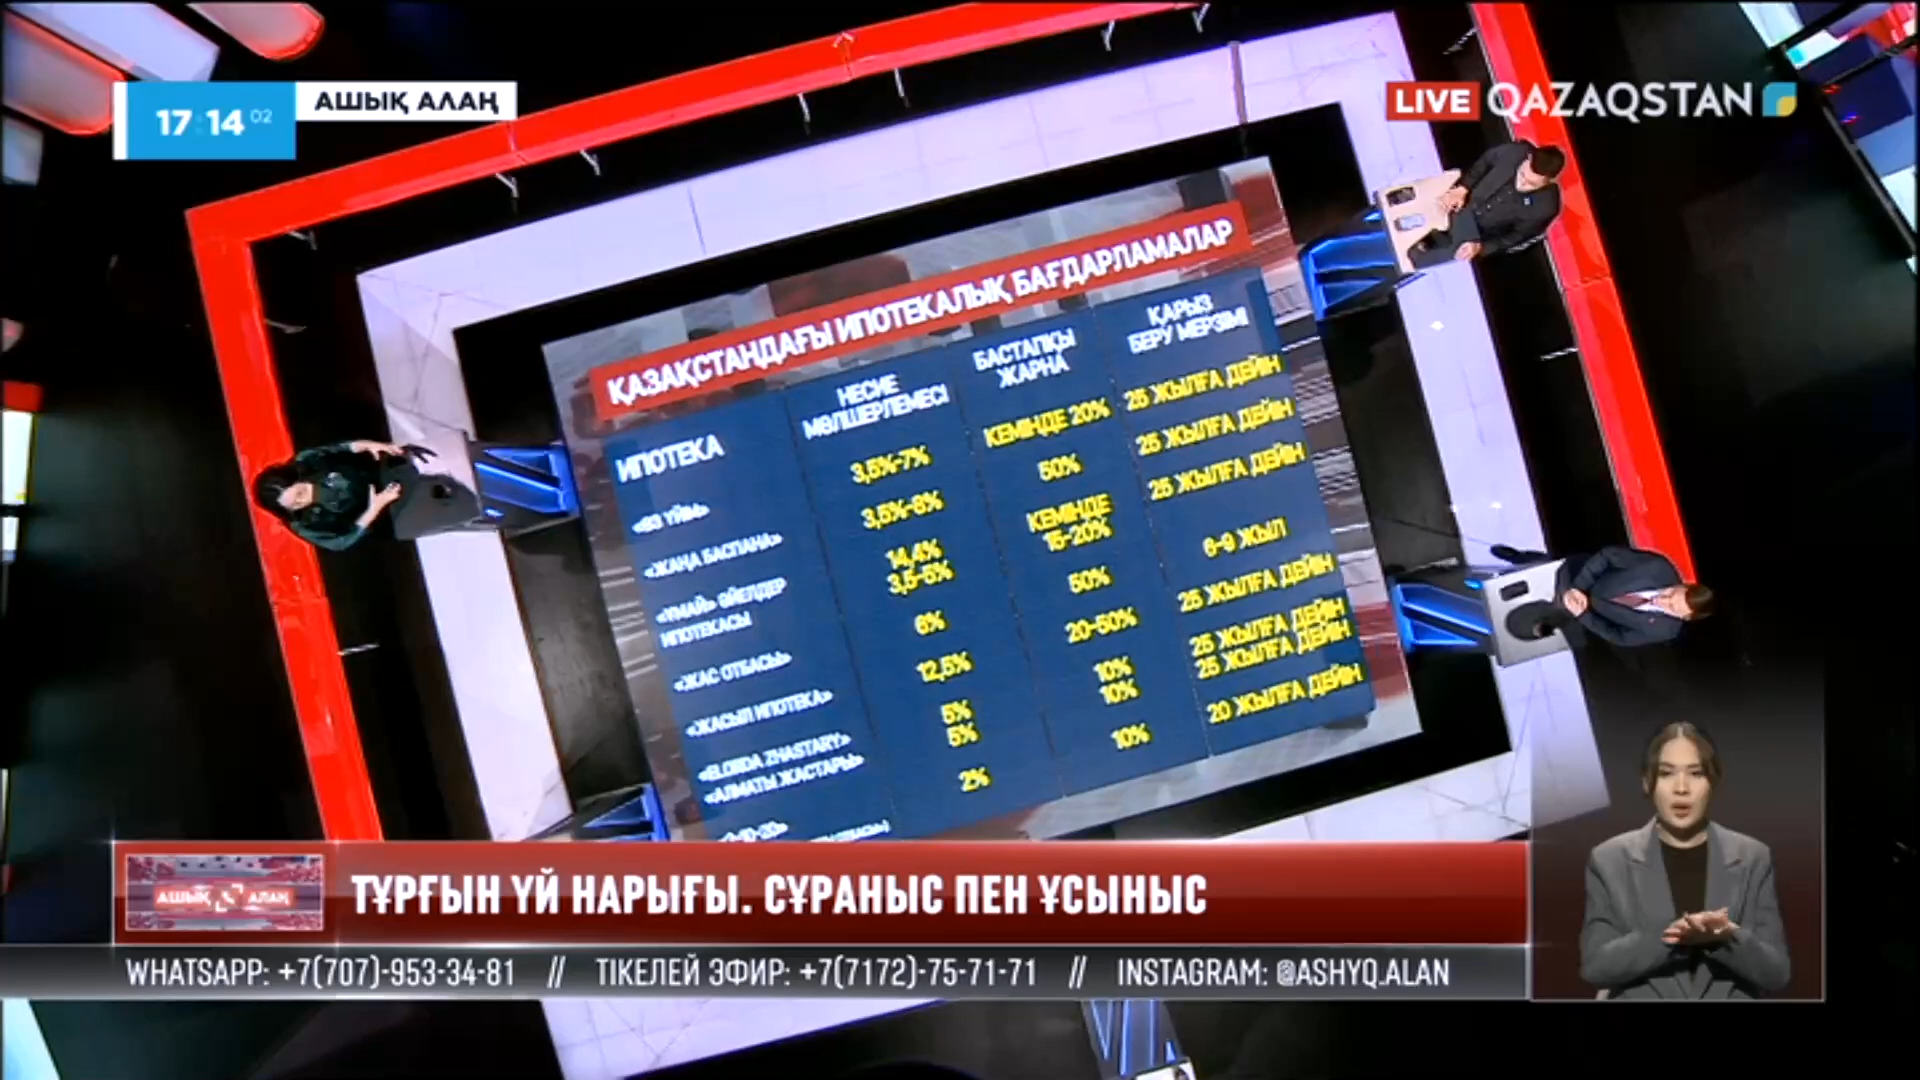 17:14 02
АШЫҚ АЛАҢ
LIVE QAZAQSTAN
ҚАЗАҚСТАНДАҒЫ ИПОТЕКАЛЫҚ БАҒДАРЛАМАЛАР
ИПОТЕКА
НЕСИЕ
МӨЛШЕРЛЕМЕСІ
БАСТАПҚЫ
ЖАРНА
ҚАРЫЗ
БЕРУ МЕРЗІМІ
«ӨЗ ҮЙІМ»
«ЖАҢА БАСПАНА»
«ҰМАЙ» ӘЙЕЛДЕР
ИПОТЕКАСЫ
«ЖАС ОТБАСЫ»
«ЖАСЫЛ ИПОТЕКА»
«ELORDA ZHASTARY»
«АЛМАТЫ ЖАСТАРЫ»
3,5%-7%
3,5%-8%
14,4%
3,5-5%
6%
12,5%
5%
5%
2%
КЕМІНДЕ 20%
50%
КЕМІНДЕ
15-20%
50%
20-50%
10%
10%
10%
25 ЖЫЛҒА ДЕЙІН
25 ЖЫЛҒА ДЕЙІН
25 ЖЫЛҒА ДЕЙІН
6-9 ЖЫЛ
25 ЖЫЛҒА ДЕЙІН
25 ЖЫЛҒА ДЕЙІН
25 ЖЫЛҒА ДЕЙІН
20 ЖЫЛҒА ДЕЙІН
АШЫҚ АЛАҢ
ТҰРҒЫН ҮЙ НАРЫҒЫ. СҰРАНЫС ПЕН ҰСЫНЫС
WHATSAPP: +7(707)-953-34-81 // ТІКЕЛЕЙ ЭФИР: +7(7172)-75-71-71 // INSTAGRAM: @ASHYQ.ALAN